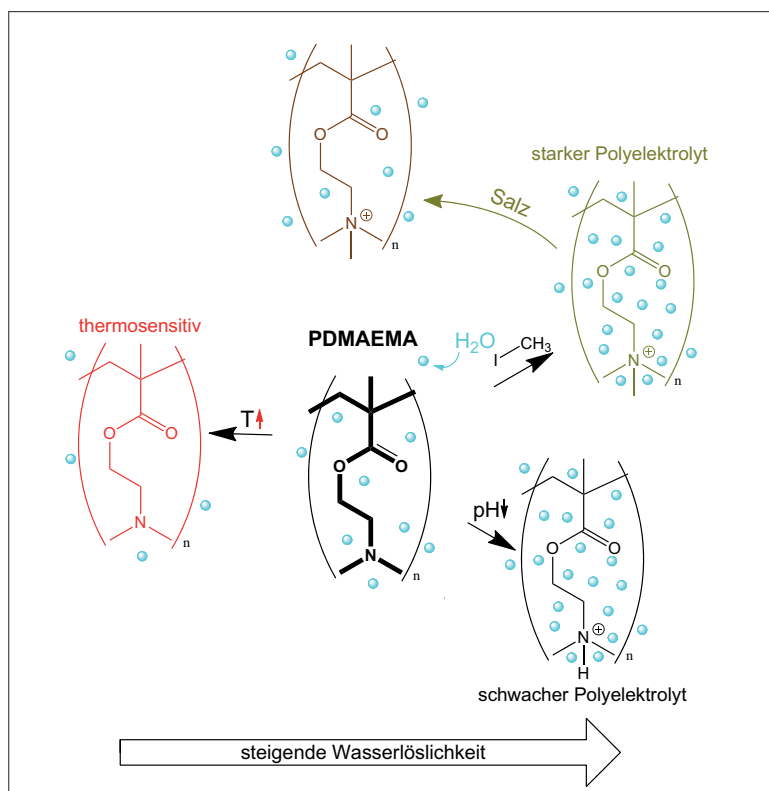 O
O
N
⊕
n
starker Polyelektrolyt
Salz
O
O
N
⊕
n
thermosensitiv
O
O
N
n
T
PDMAEMA
H₂O
I
CH₃
O
O
N
n
pH
O
O
N
⊕
H
n
schwacher Polyelektrolyt
steigende Wasserlöslichkeit